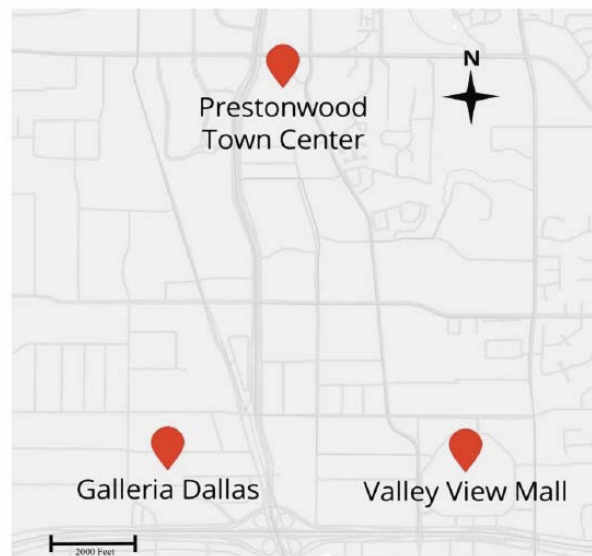 N
Prestonwood
Town Center
Galleria Dallas
Valley View Mall
2000 Feet